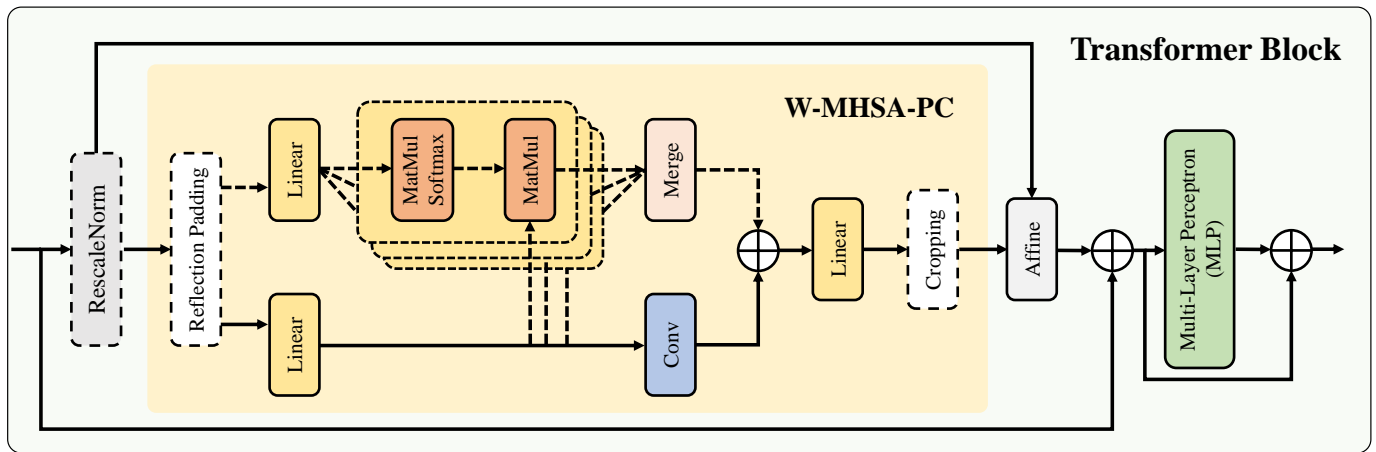 Transformer Block
W-MHSA-PC
RescaleNorm
Reflection Padding
Linear
MatMul
Softmax
MatMul
Merge
Linear
Conv
Linear
Cropping
Affine
Multi-Layer Perceptron
(MLP)